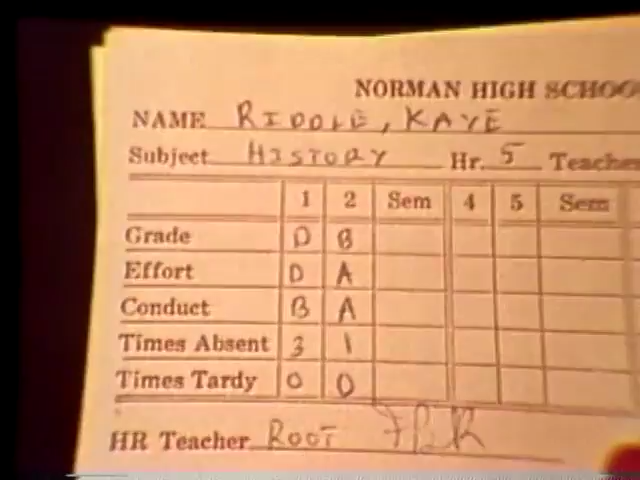 NORMAN HIGH SCHOO
NAME RIDDLE, KAYE
Subject HISTORY Hr. 5 Teacher
1 2 Sem 4 5 Sem
Grade D B
Effort D A
Conduct B A
Times Absent 3 1
Times Tardy 0 0
HR Teacher ROOT